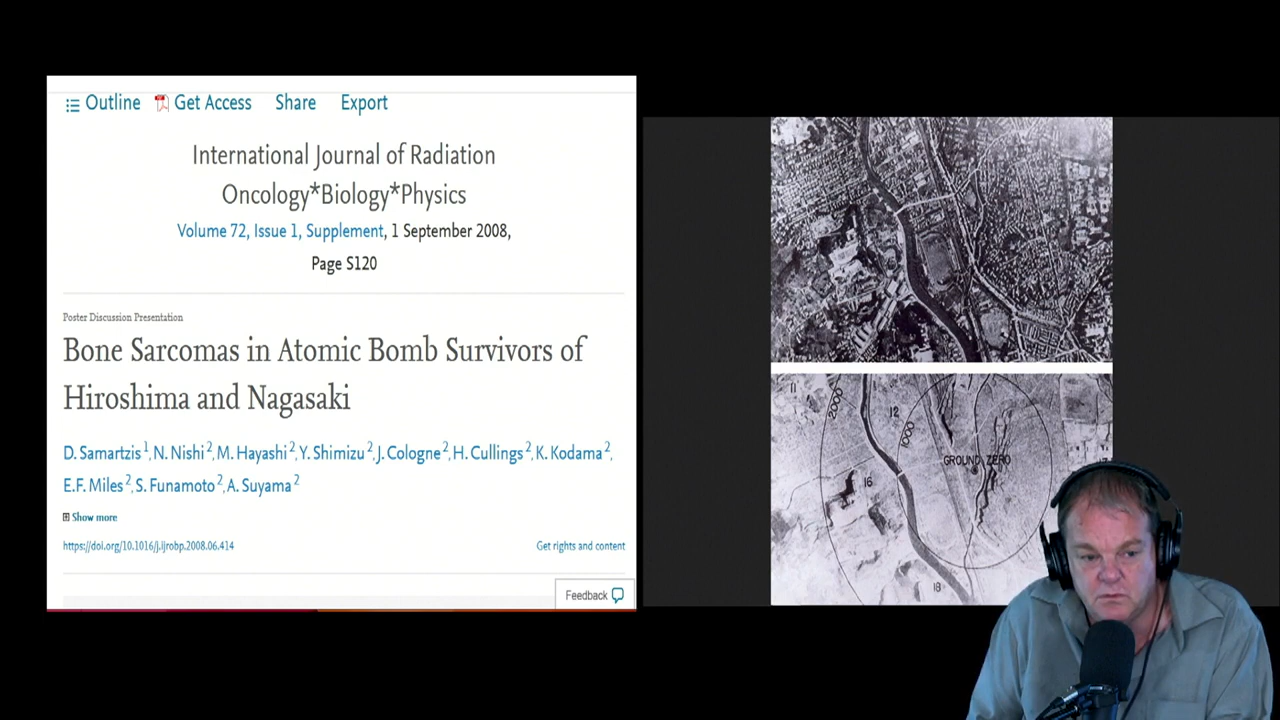 Outline Get Access Share Export
International Journal of Radiation
Oncology*Biology*Physics
Volume 72, Issue 1, Supplement, 1 September 2008,
Page S120
Poster Discussion Presentation
Bone Sarcomas in Atomic Bomb Survivors of
Hiroshima and Nagasaki
D. Samartzis 1, N. Nishi 2, M. Hayashi 2, Y. Shimizu 2, J. Cologne 2, H. Cullings 2, K. Kodama 2,
E.F. Miles 2, S. Funamoto 2, A. Suyama 2
Show more
https://doi.org/10.1016/j.ijrobp.2008.06.414 Get rights and content
Feedback
11
2000
12
1000
GROUND ZERO
16
18